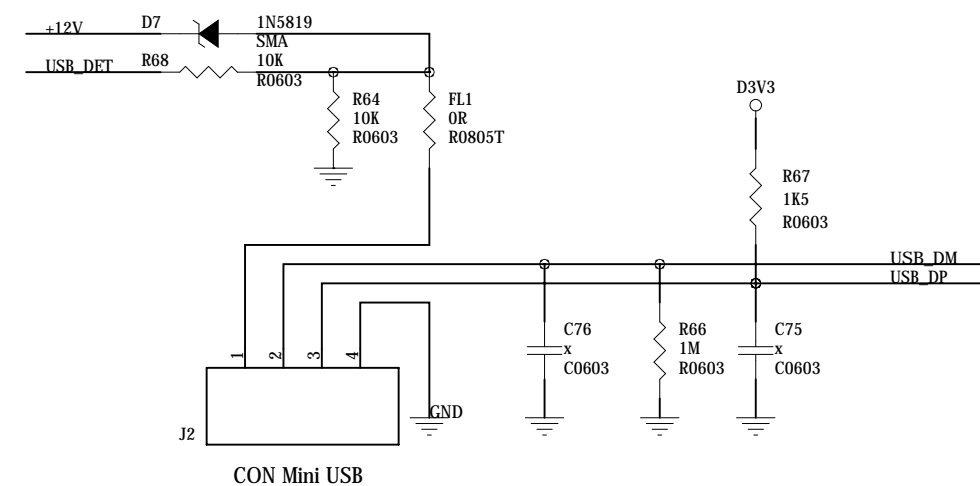 +12V
D7
1N5819
SMA
USB_DET
R68
10K
R0603
R64
10K
R0603
FL1
0R
R0805T
D3V3
R67
1K5
R0603
USB_DM
USB_DP
C76
x
C0603
R66
1M
R0603
C75
x
C0603
1
2
3
4
GND
J2
CON Mini USB